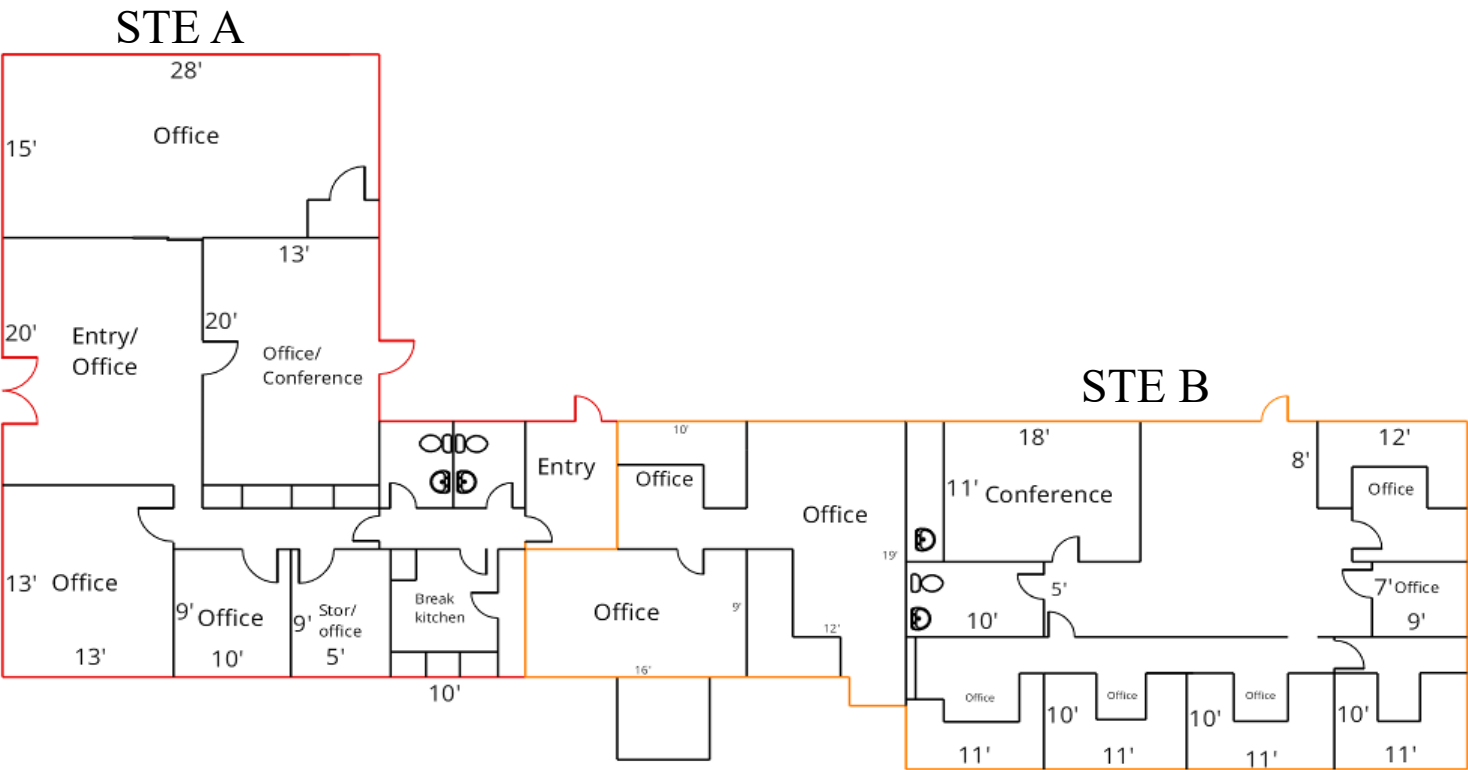 STE A
28'
Office
15'
13'
20'
20'
Entry/
Office
Office/
Conference
13'
Office
13'
9'
Office
10'
9'
Stor/
office
5'
Break
kitchen
10'
Entry
STE B
10'
Office
Office
19'
Office
9'
12'
16'
18'
11'
Conference
8'
12'
Office
5'
10'
7'
Office
9'
Office
11'
Office
10'
11'
Office
10'
11'
10'
11'